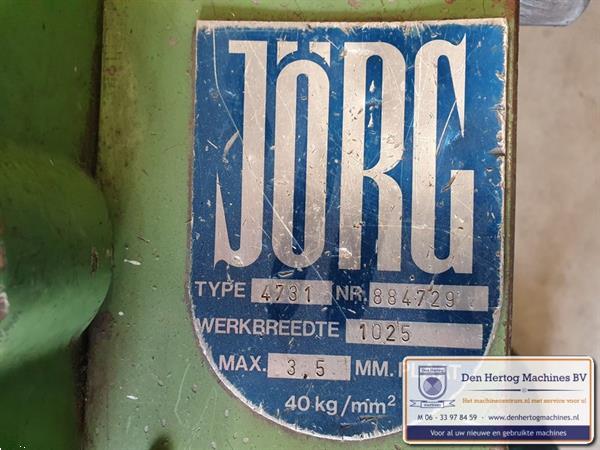 JÖRG
TYPE 4731 NR. 884729
WERKBREEDTE 1025
MAX. 3,5 MM. PLAAT
40 kg/mm²
Den Hertog Machines BV
Het machinecentrum.nl met service voor u!
M 06 - 33 97 84 59 - www.denhertogmachines.nl
Voor al uw nieuwe en gebruikte machines